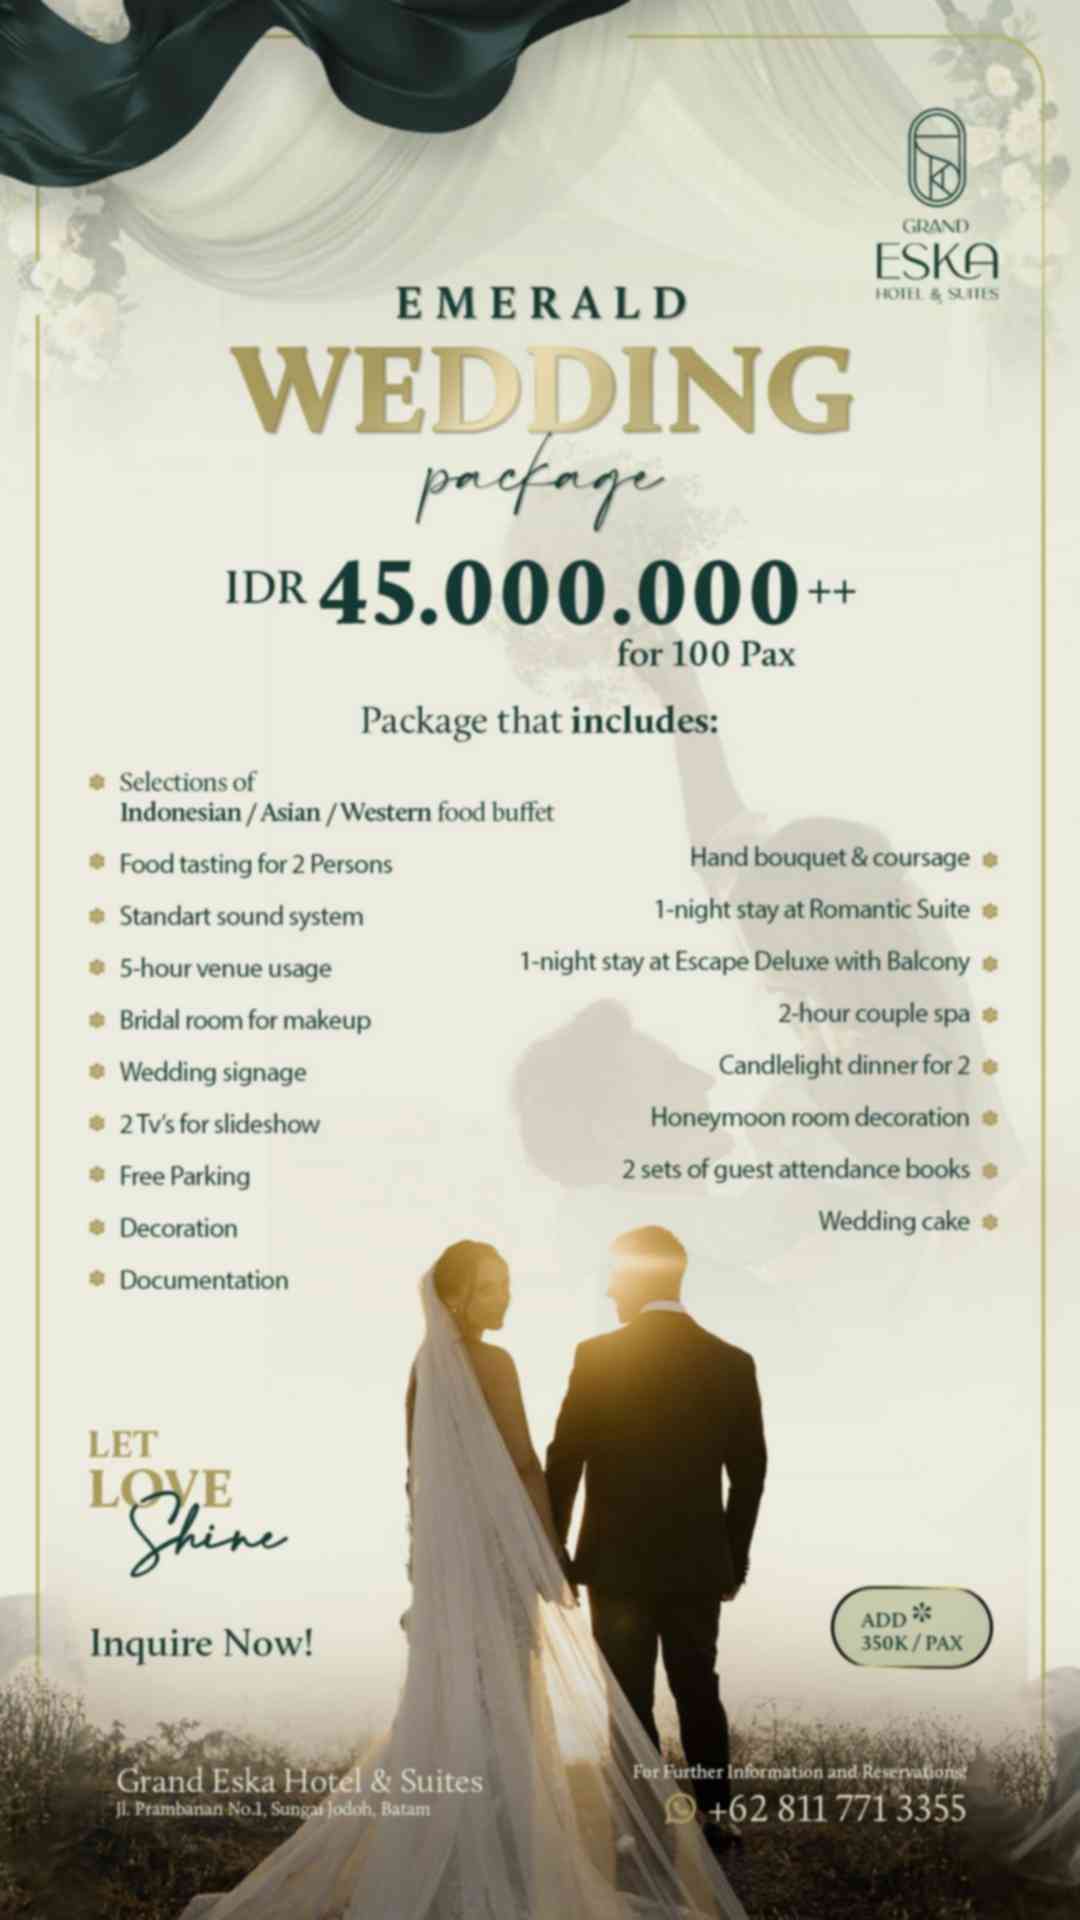 GRAND
ESKA
HOTEL & SUITES
EMERALD
WEDDING
package
IDR 45.000.000++
for 100 Pax
Package that includes:
Selections of
Indonesian / Asian / Western food buffet
Food tasting for 2 Persons
Standart sound system
5-hour venue usage
Bridal room for makeup
Wedding signage
2 Tv's for slideshow
Free Parking
Decoration
Documentation
Hand bouquet & coursage
1-night stay at Romantic Suite
1-night stay at Escape Deluxe with Balcony
2-hour couple spa
Candlelight dinner for 2
Honeymoon room decoration
2 sets of guest attendance books
Wedding cake
LET
LOVE
Shine
Inquire Now!
ADD *
350K / PAX
Grand Eska Hotel & Suites
Jl. Prambanan No.1, Sungai Jodoh, Batam
For Further Information and Reservations!
+62 811 771 3355